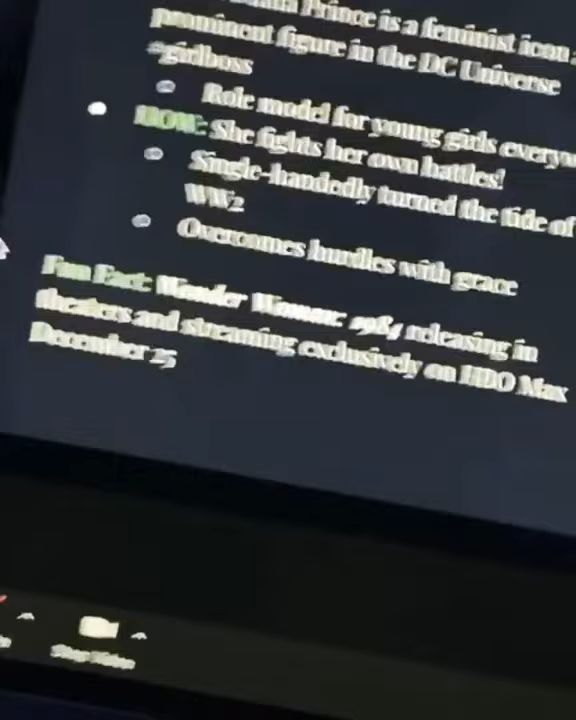 Prince is a feminist icon
prominent figure in the DC Universe
#girlboss
Role model for young girls
HOW: She fights her own battles!
Single-handedly turned the tide of
WW2
Overcomes hurdles with grace
Fun Fact: Wonder Woman: 1984 releasing in
theaters and streaming exclusively on HBO Max
December 25
Stop Video